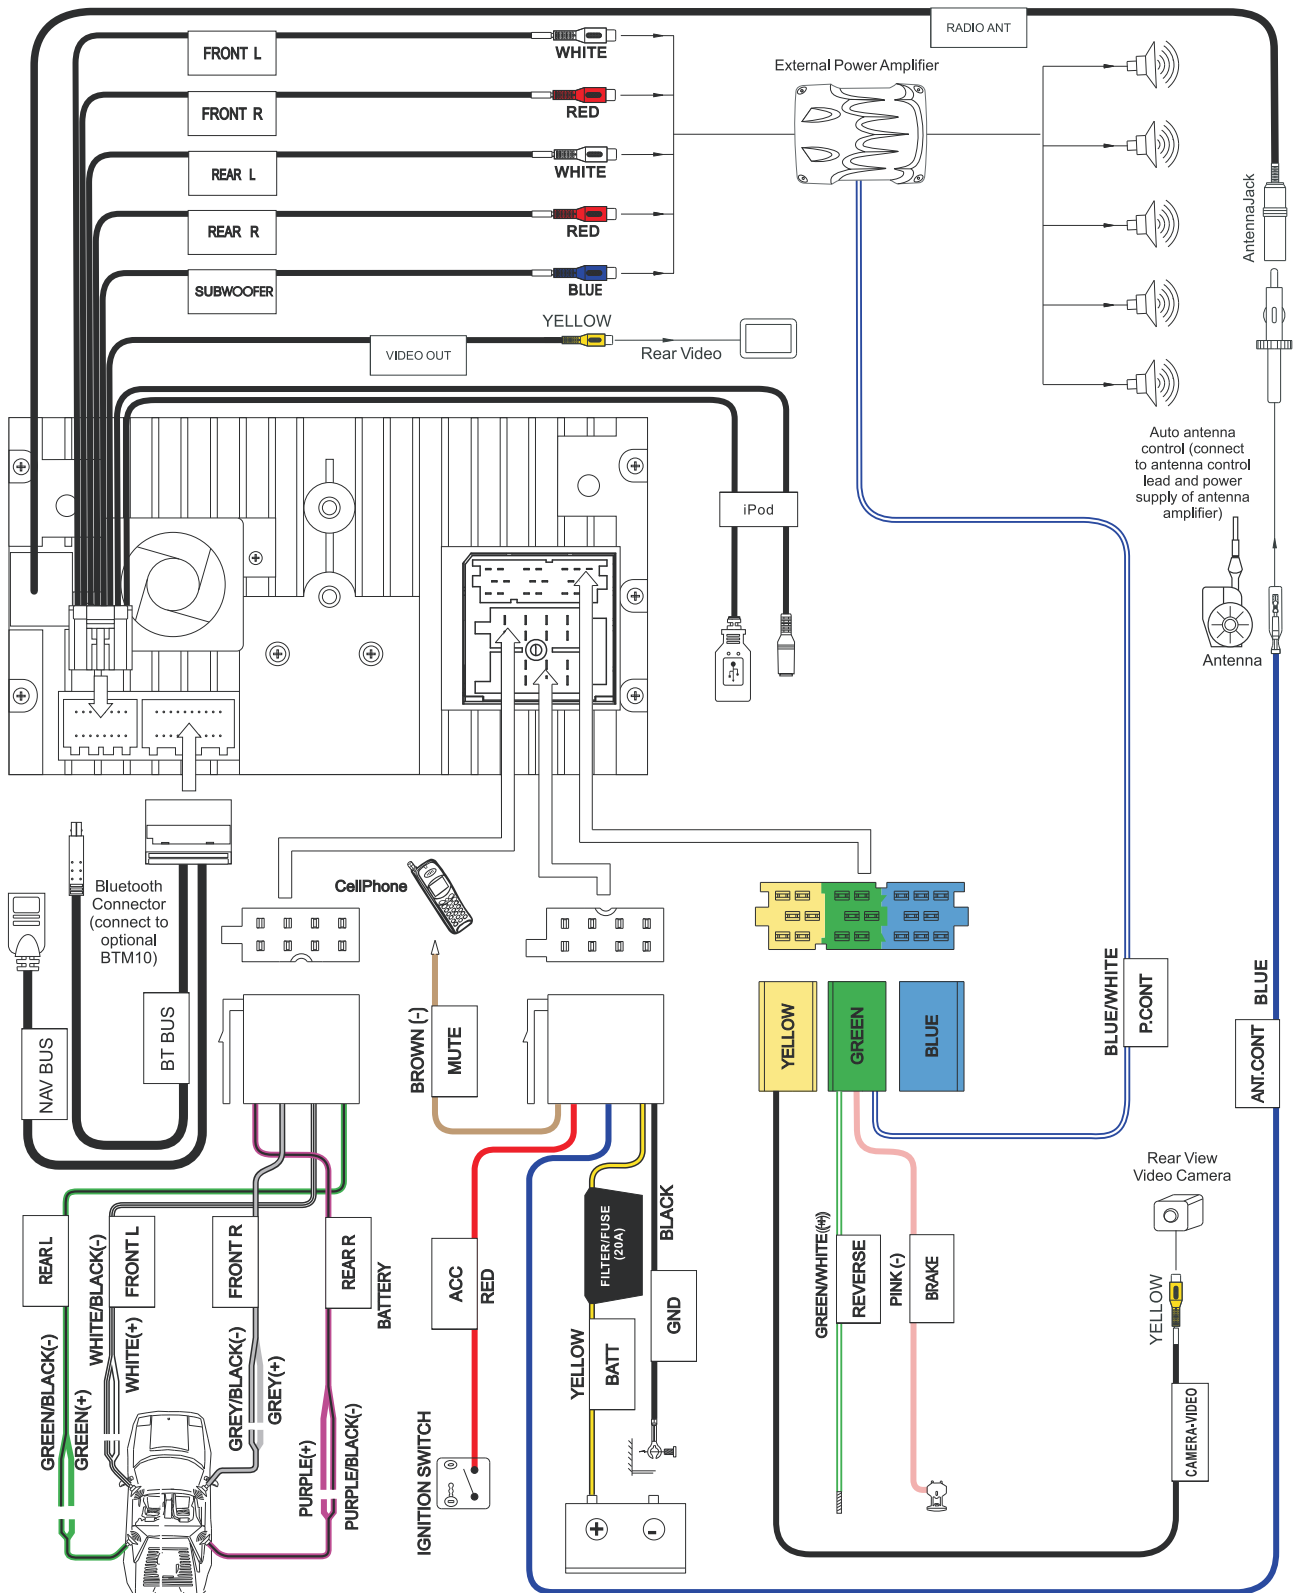 RADIO ANT
FRONT L
WHITE
External Power Amplifier
FRONT R
RED
REAR L
WHITE
REAR R
RED
SUBWOOFER
BLUE
AntennaJack
YELLOW
VIDEO OUT
Rear Video
Auto antenna
control (connect
to antenna control
lead and power
supply of antenna
amplifier)
iPod
Antenna
Bluetooth
Connector
(connect to
optional
BTM10)
CellPhone
NAV BUS
BT BUS
BROWN (-)
MUTE
YELLOW
GREEN
BLUE
BLUE/WHITE
P.CONT
BLUE
ANT.CONT
REAR L
WHITE/BLACK(-)
FRONT L
FRONT R
REAR R
BATTERY
ACC
RED
FILTER/FUSE
(20A)
BLACK
GND
GREEN/WHITE(+)
REVERSE
PINK (-)
BRAKE
Rear View
Video Camera
YELLOW
GREEN/BLACK(-)
GREEN(+)
WHITE(+)
GREY/BLACK(-)
GREY(+)
PURPLE(+)
PURPLE/BLACK(-)
IGNITION SWITCH
YELLOW
BATT
CAMERA-VIDEO
+
-